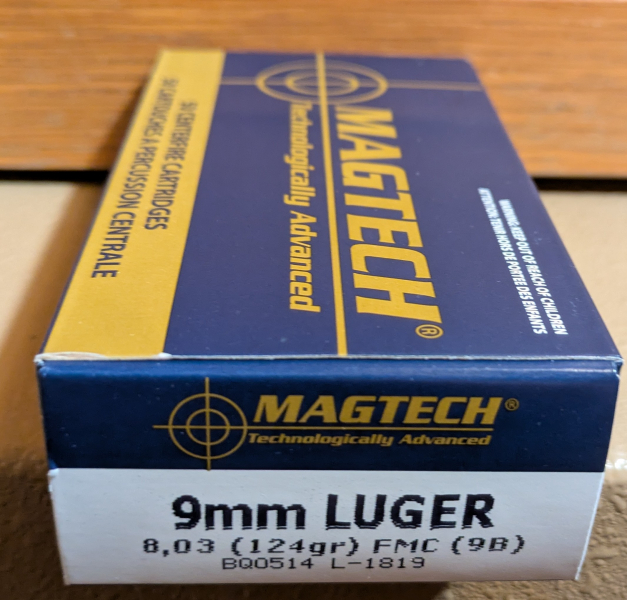 50 CENTERFIRE CARTRIDGES
50 CARTOUCHES A PERCUSSION CENTRALE
MAGTECH®
Technologically Advanced
WARNING: KEEP OUT OF REACH OF CHILDREN
ATTENTION: TENIR HORS DE PORTEE DES ENFANTS
MAGTECH®
Technologically Advanced
9mm LUGER
8,03 (124gr) FMC (9B)
BQ0514 L-1819